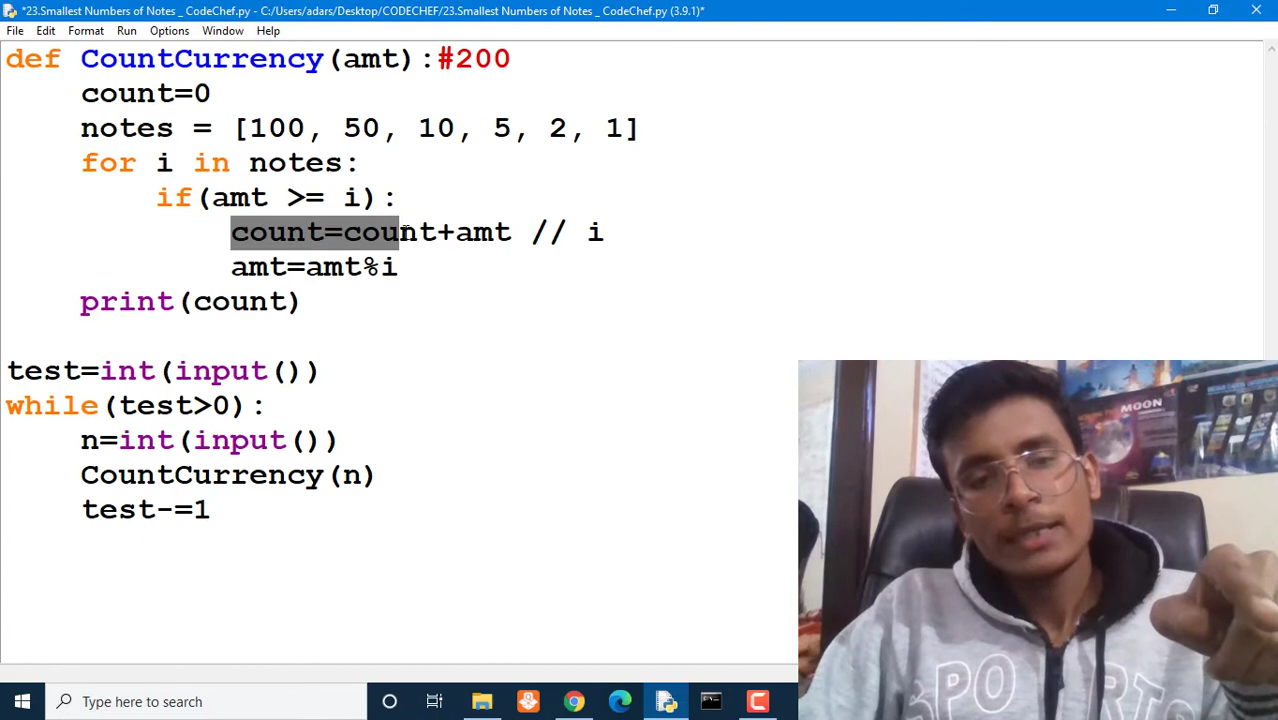 *23.Smallest Numbers of Notes _ CodeChef.py - C:/Users/adars/Desktop/CODECHEF/23.Smallest Numbers of Notes _ CodeChef.py (3.9.1)*
File Edit Format Run Options Window Help
def CountCurrency(amt):#200
    count=0
    notes = [100, 50, 10, 5, 2, 1]
    for i in notes:
        if(amt >= i):
            count=count+amt // i
            amt=amt%i
    print(count)
test=int(input())
while(test>0):
    n=int(input())
    CountCurrency(n)
    test-=1
MOON
SPORT
Type here to search